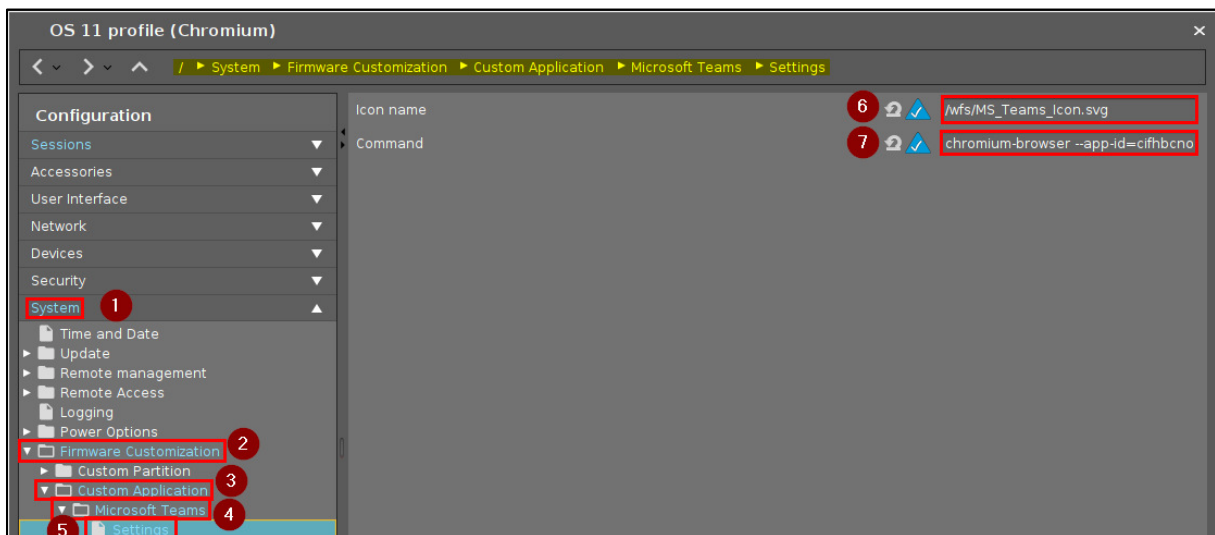 OS 11 profile (Chromium)
/ System Firmware Customization Custom Application Microsoft Teams Settings
Configuration
Sessions
Accessories
User Interface
Network
Devices
Security
System 1
Time and Date
Update
Remote management
Remote Access
Logging
Power Options
Firmware Customization 2
Custom Partition
Custom Application 3
Microsoft Teams 4
5 Settings
Icon name 6 /wfs/MS_Teams_Icon.svg
Command 7 chromium-browser --app-id=cifhbcno